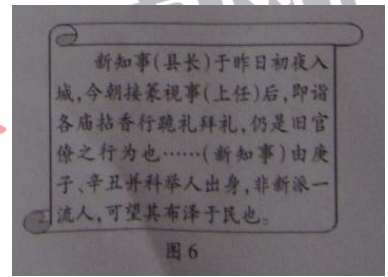 新知事(县长)于昨日初夜入
城,今朝接篆视事(上任)后,即诣
各庙拈香行跪礼拜礼,仍是旧官
僚之行为也……(新知事)由庚
子、辛丑并科举人出身,非新派一
流人,可望其布泽于民也。
图6